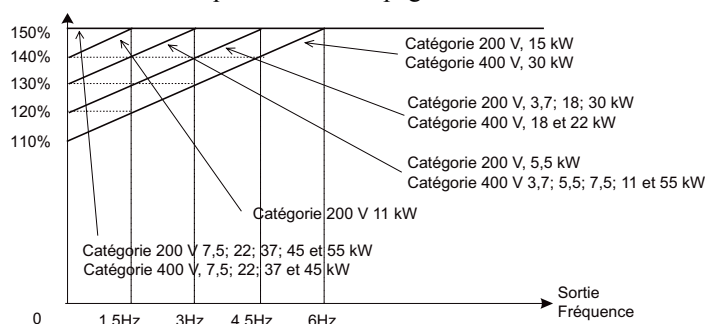 150%
140%
130%
120%
110%
0
Catégorie 200 V, 15 kW
Catégorie 400 V, 30 kW
Catégorie 200 V, 3,7; 18; 30 kW
Catégorie 400 V, 18 et 22 kW
Catégorie 200 V, 5,5 kW
Catégorie 400 V 3,7; 5,5; 7,5; 11 et 55 kW
Catégorie 200 V 11 kW
Catégorie 200 V 7,5; 22; 37; 45 et 55 kW
Catégorie 400 V, 7,5; 22; 37 et 45 kW
1,5Hz 3Hz 4,5Hz 6Hz
Sortie
Fréquence